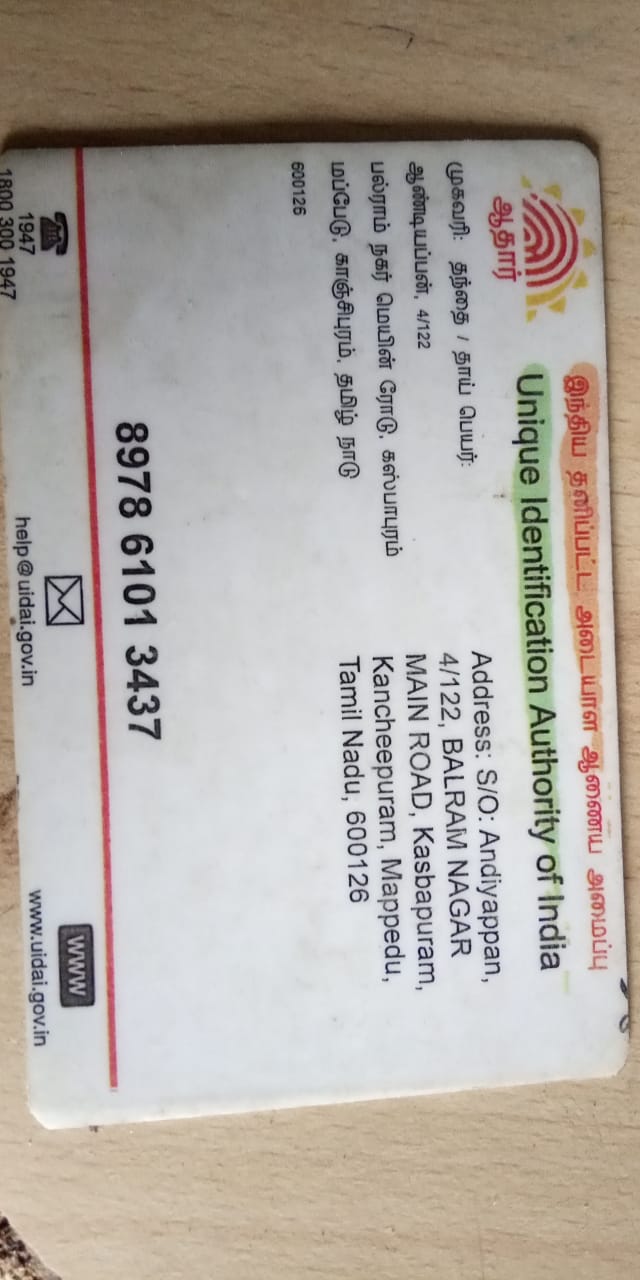 இந்திய தனிப்பட்ட அடையாள ஆணைய அமைப்பு
Unique Identification Authority of India
ஆதார்
முகவரி: தந்தை / தாய் பெயர்:
ஆண்டியப்பன், 4/122
பல்ராம் நகர் மெயின் ரோடு, கஸ்பாபுரம்
மப்பேடு, காஞ்சிபுரம், தமிழ் நாடு
600126
Address: S/O: Andiyappan,
4/122, BALRAM NAGAR
MAIN ROAD, Kasbapuram,
Kancheepuram, Mappedu,
Tamil Nadu, 600126
8978 6101 3437
1947
1800 300 1947
help@uidai.gov.in
www
www.uidai.gov.in